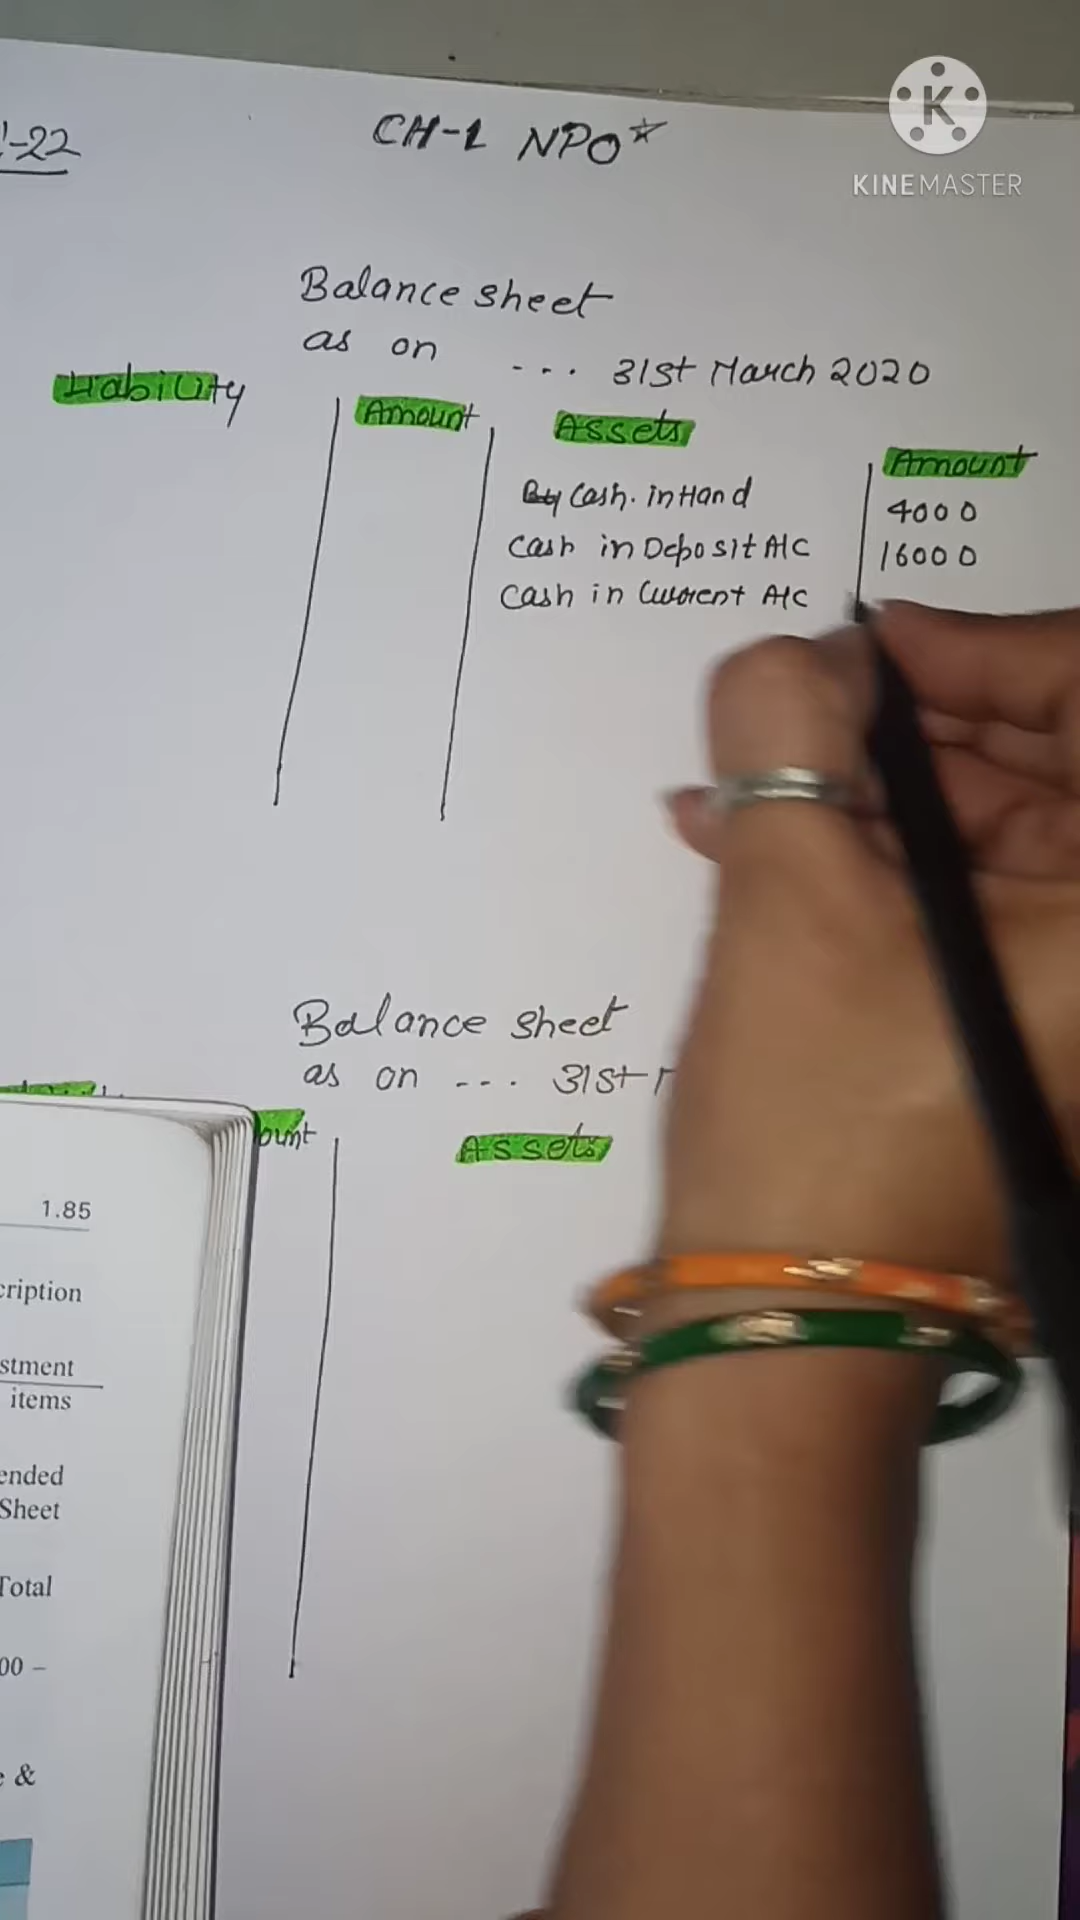 KINEMASTER
-22
CH-1 NPO*
Balance sheet
as on --- 31st March 2020
Liability Amount Assets Amount
Cash. in Hand 4000
Cash in Deposit A/C 16000
Cash in Current A/C
Balance sheet
as on --- 31st
ount Assets
1.85
cription
stment
items
ended
Sheet
Total
00 –
&